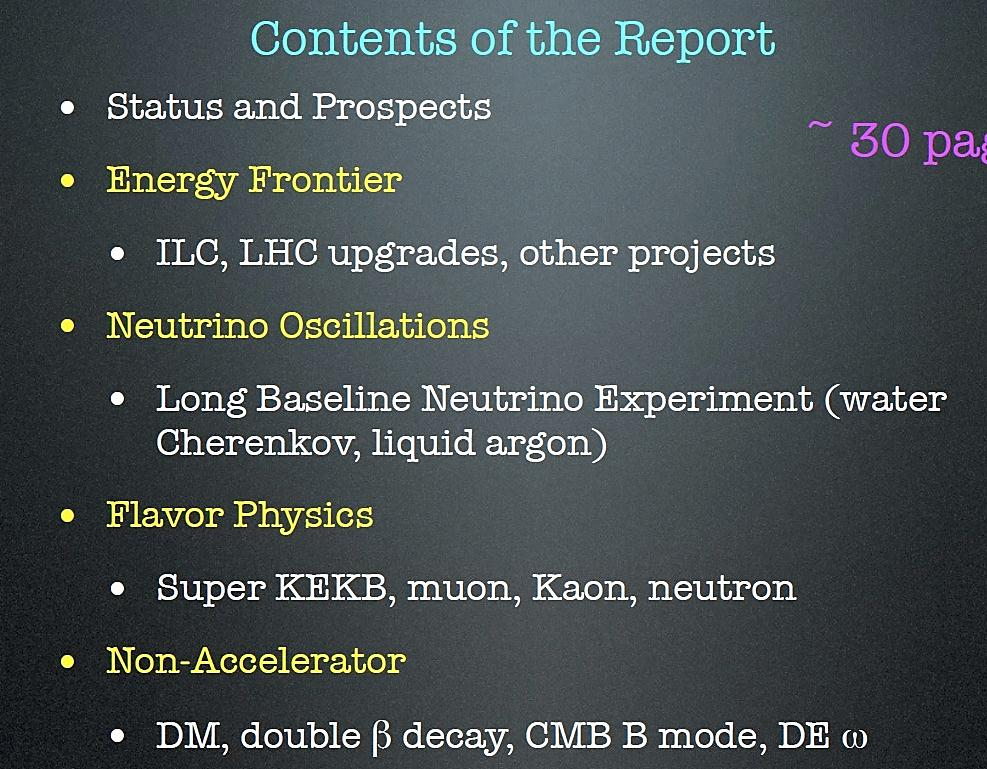 Contents of the Report
• Status and Prospects
~ 30 pag
• Energy Frontier
• ILC, LHC upgrades, other projects
• Neutrino Oscillations
• Long Baseline Neutrino Experiment (water
Cherenkov, liquid argon)
• Flavor Physics
• Super KEKB, muon, Kaon, neutron
• Non-Accelerator
• DM, double β decay, CMB B mode, DE ω